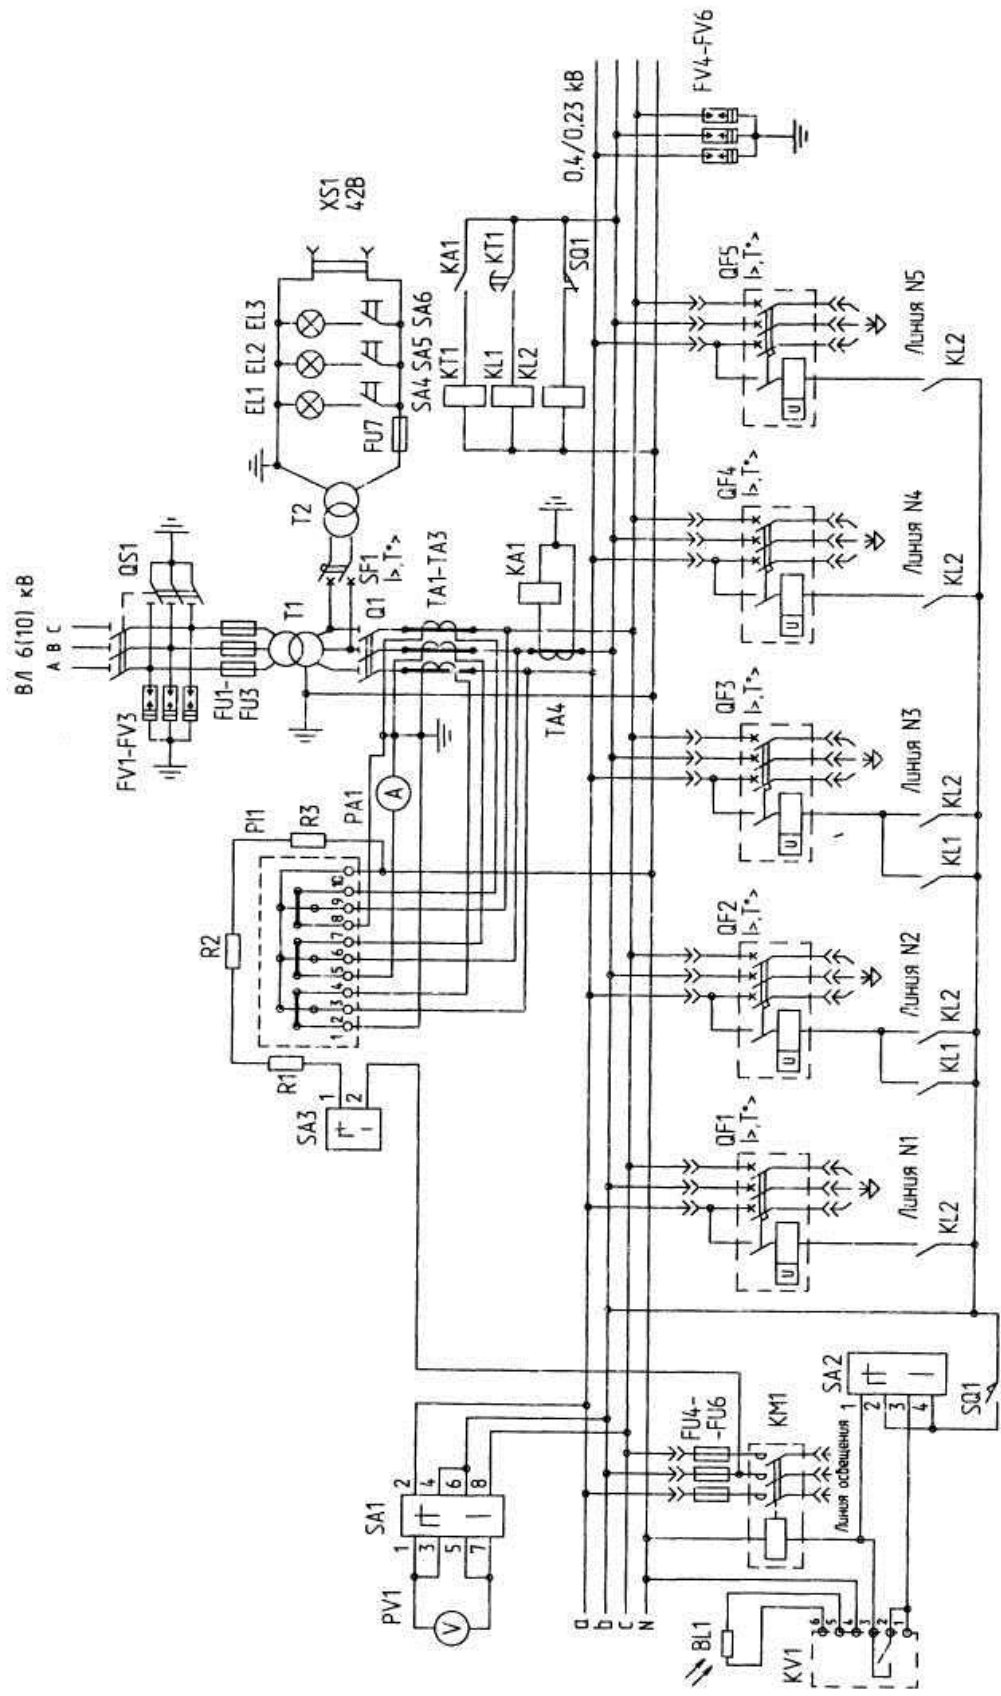 ВЛ 6(10) кВ
А В С
QS1
FV1-FV3
FU1-
FU3
T1
SF1
I>,T°>
Q1
TA1-TA3
T2
EL1 EL2 EL3
XS1
42В
FU7
SA4 SA5 SA6
KT1
KA1
KL1
KT1
KL2
SQ1
KA1
TA4
0,4/0,23 кВ
FV4-FV6
PI1
R3
R2
R1
PA1
A
1 2 3 4 5 6 7 8 9 10
SA3
1
2
SA1
1
3
5
7
2
4
6
8
PV1
V
a
b
c
N
FU4-
-FU6
KM1
Линия освещения
SA2
1
2
3
4
SQ1
BL1
KV1
6
5
4
3
2
1
QF1
I>,T°>
U
Линия N1
KL2
QF2
I>,T°>
U
Линия N2
KL1
KL2
QF3
I>,T°>
U
Линия N3
KL1
KL2
QF4
I>,T°>
U
Линия N4
KL2
QF5
I>,T°>
U
Линия N5
KL2